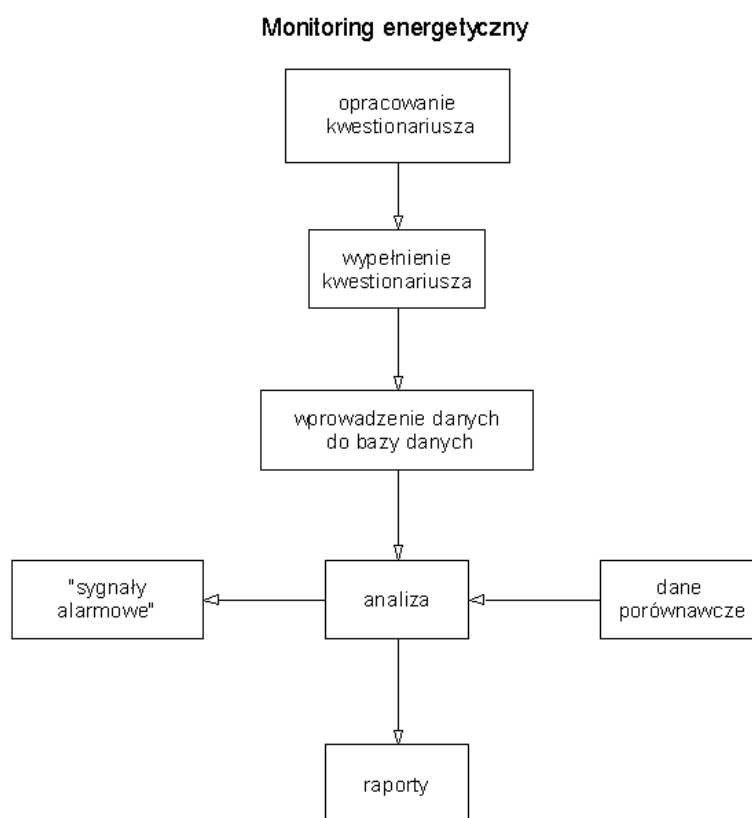 Monitoring energetyczny
opracowanie
kwestionariusza
wypełnienie
kwestionariusza
wprowadzenie danych
do bazy danych
"sygnały
alarmowe"
analiza
dane
porównawcze
raporty